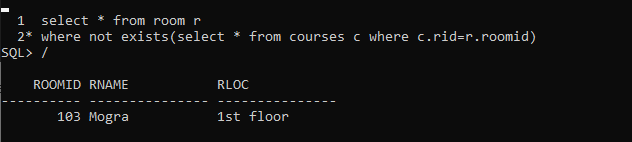 1  select * from room r
2* where not exists(select * from courses c where c.rid=r.roomid)
SQL> /
ROOMID RNAME           RLOC
---------- --------------- ---------------
103 Mogra           1st floor